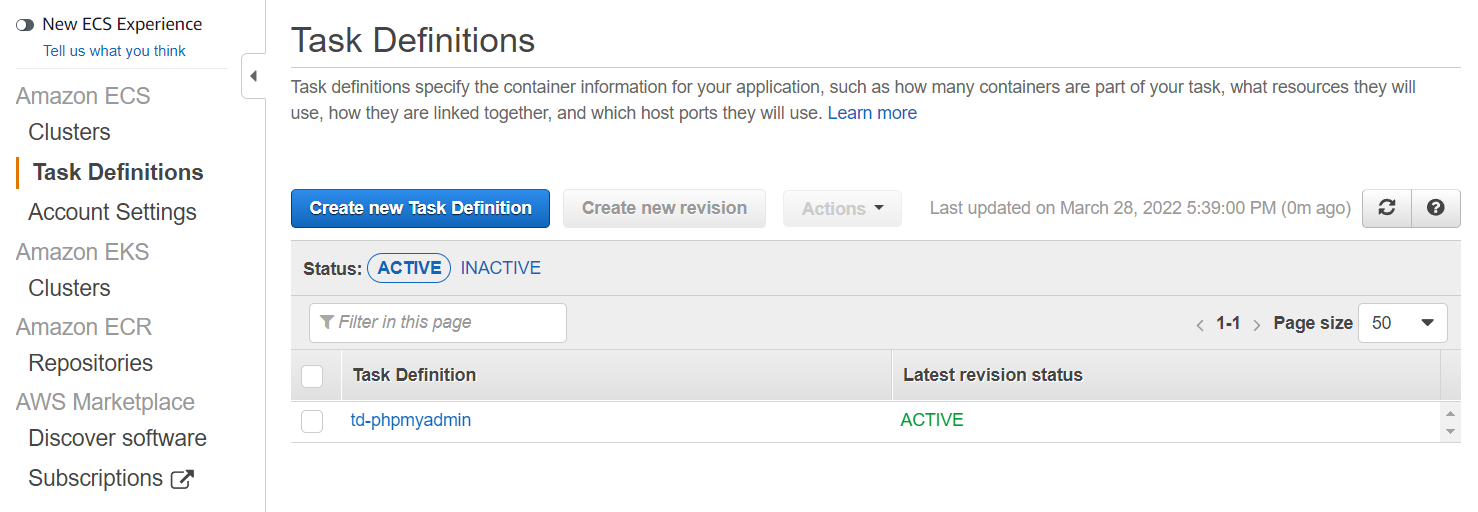 New ECS Experience
Tell us what you think
Amazon ECS
Clusters
Task Definitions
Account Settings
Amazon EKS
Clusters
Amazon ECR
Repositories
AWS Marketplace
Discover software
Subscriptions
Task Definitions
Task definitions specify the container information for your application, such as how many containers are part of your task, what resources they will
use, how they are linked together, and which host ports they will use. Learn more
Create new Task Definition Create new revision Actions Last updated on March 28, 2022 5:39:00 PM (0m ago)
Status: ACTIVE INACTIVE
Filter in this page 1-1 Page size 50
Task Definition Latest revision status
td-phpmyadmin ACTIVE